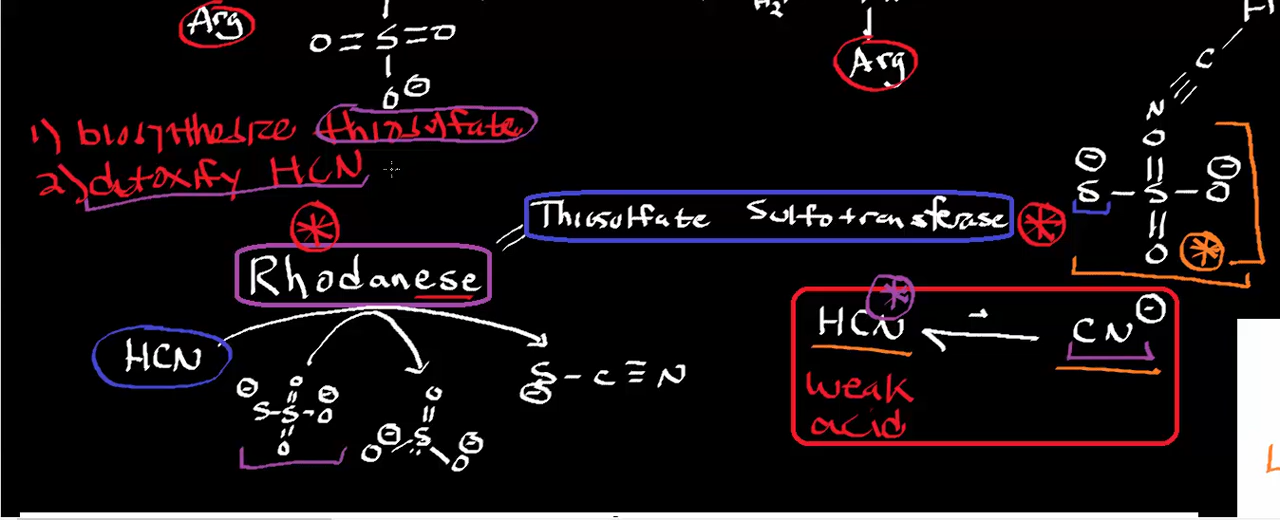 Arg
O=S=O
O⊖
Arg
H
C
N
1) biosynthesize thiosulfate
2) detoxify HCN
O
S⊖ – S – O⊖
O
Thiosulfate Sulfotransferase
Rhodanese
HCN
S – C ≡ N
⊖
HCN ← CN⊖
weak
acid
O
⊖ S–S–O ⊖
O
O
O⊖ S O⊖